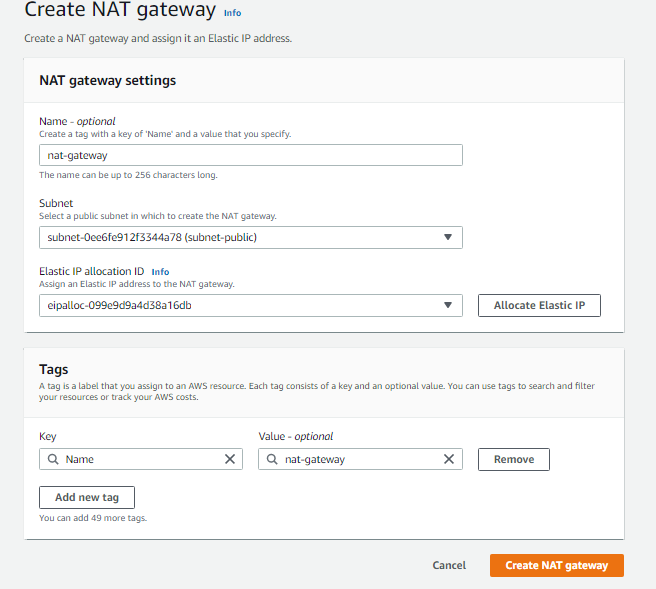 Create NAT gateway Info
Create a NAT gateway and assign it an Elastic IP address.
NAT gateway settings
Name - optional
Create a tag with a key of 'Name' and a value that you specify.
nat-gateway
The name can be up to 256 characters long.
Subnet
Select a public subnet in which to create the NAT gateway.
subnet-0ee6fe912f3344a78 (subnet-public)
Elastic IP allocation ID Info
Assign an Elastic IP address to the NAT gateway.
eipalloc-099e9d9a4d38a16db
Allocate Elastic IP
Tags
A tag is a label that you assign to an AWS resource. Each tag consists of a key and an optional value. You can use tags to search and filter
your resources or track your AWS costs.
Key
Value - optional
Name
nat-gateway
Remove
Add new tag
You can add 49 more tags.
Cancel
Create NAT gateway